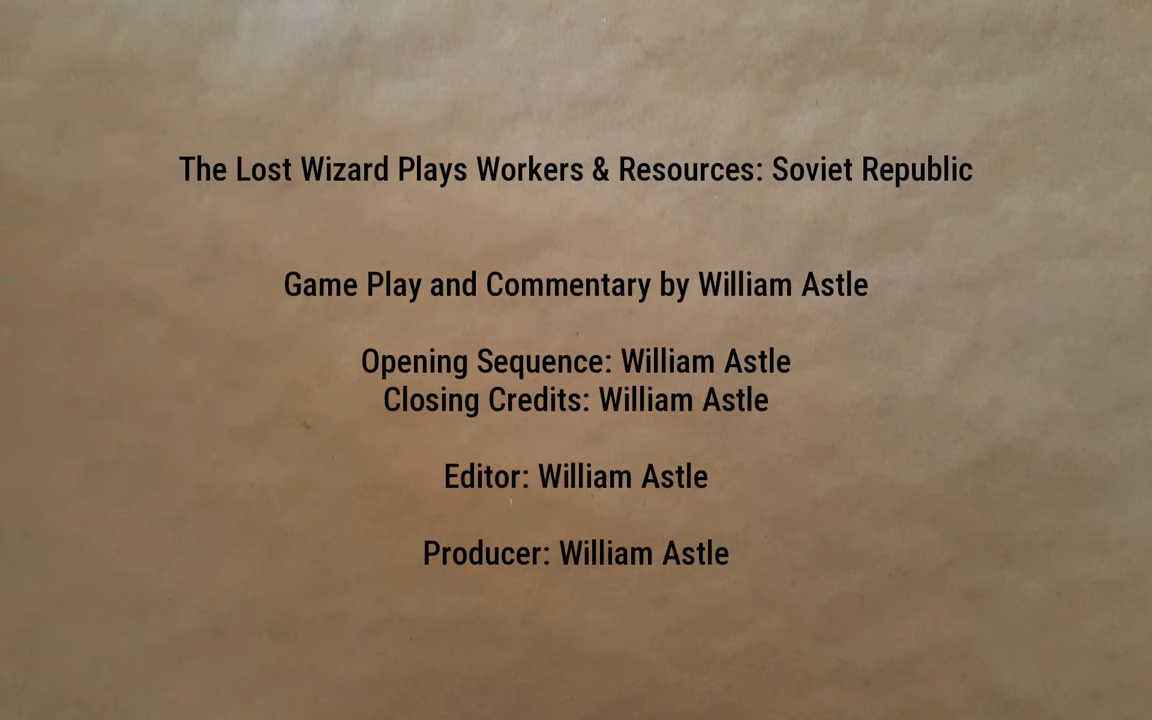 The Lost Wizard Plays Workers & Resources: Soviet Republic
Game Play and Commentary by William Astle
Opening Sequence: William Astle
Closing Credits: William Astle
Editor: William Astle
Producer: William Astle